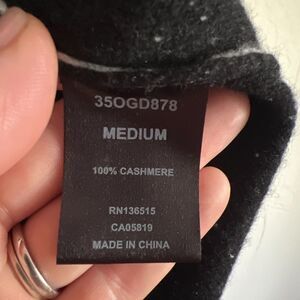 35OGD878
MEDIUM
100% CASHMERE
RN136515
CA05819
MADE IN CHINA